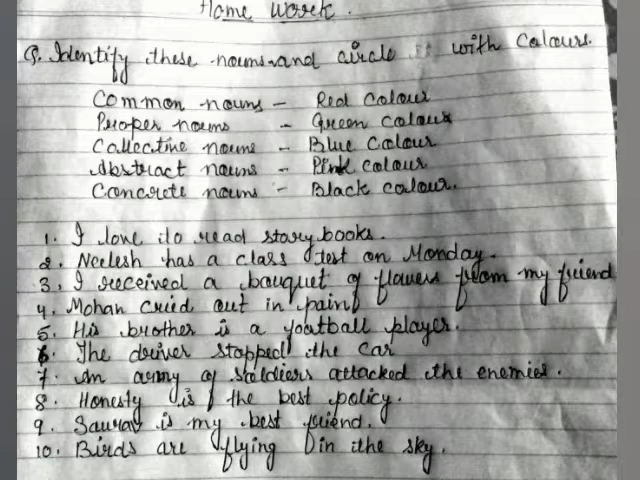 Home work.
Q. Identify these nouns and circle it with Colours.
Common nouns - Red Colour
Proper nouns - Green colour
Collective nouns - Blue Colour
Abstract nouns - Pink colour
Concrete nouns - Black colour.
1. I love to read story books.
2. Neelesh has a class test on Monday.
3. I received a bouquet of flowers from my friend
4. Mohan cried out in pain
5. His brother is a football player.
6. The driver stopped the car
7. An army of soldiers attacked the enemies.
8. Honesty is the best policy.
9. Saurav is my best friend.
10. Birds are flying in the sky.